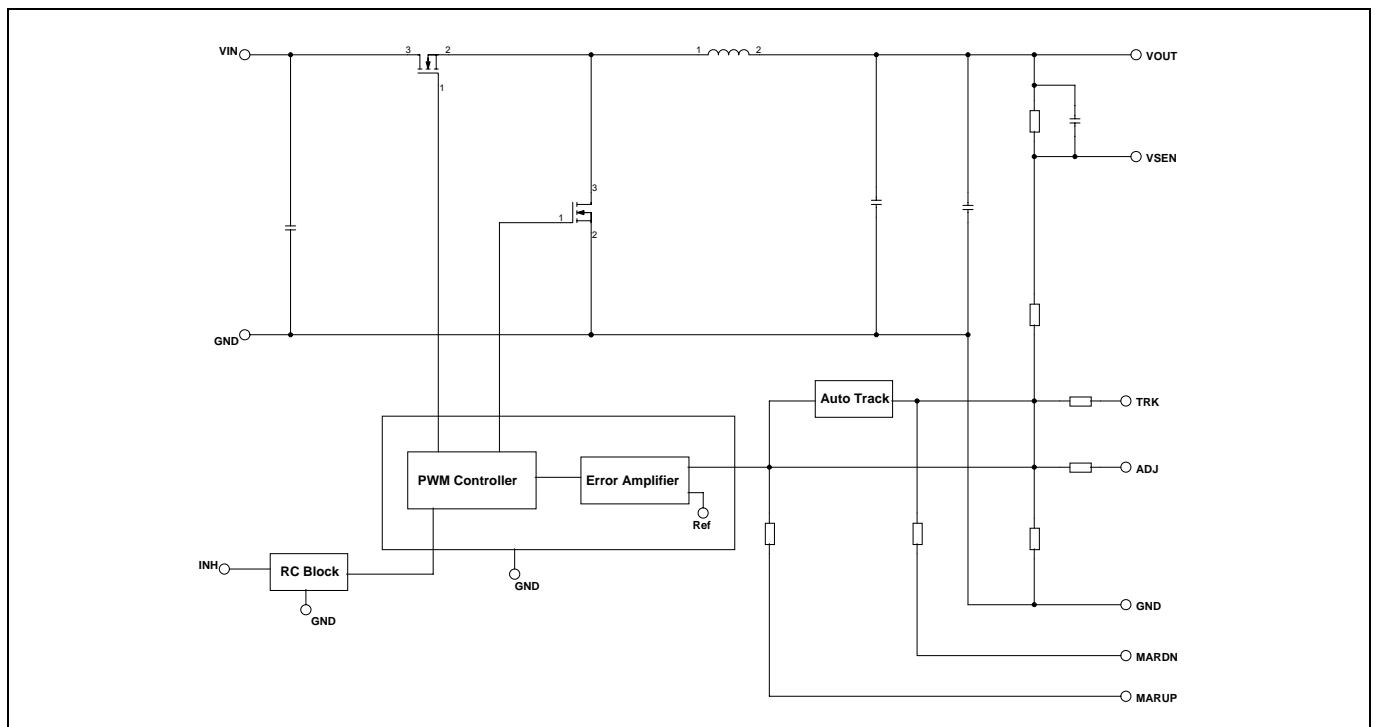 VIN
3
2
1
2
VOUT
1
VSEN
3
1
2
GND
Auto Track
TRK
PWM Controller
Error Amplifier
ADJ
Ref
INH
RC Block
GND
GND
GND
MARDN
MARUP